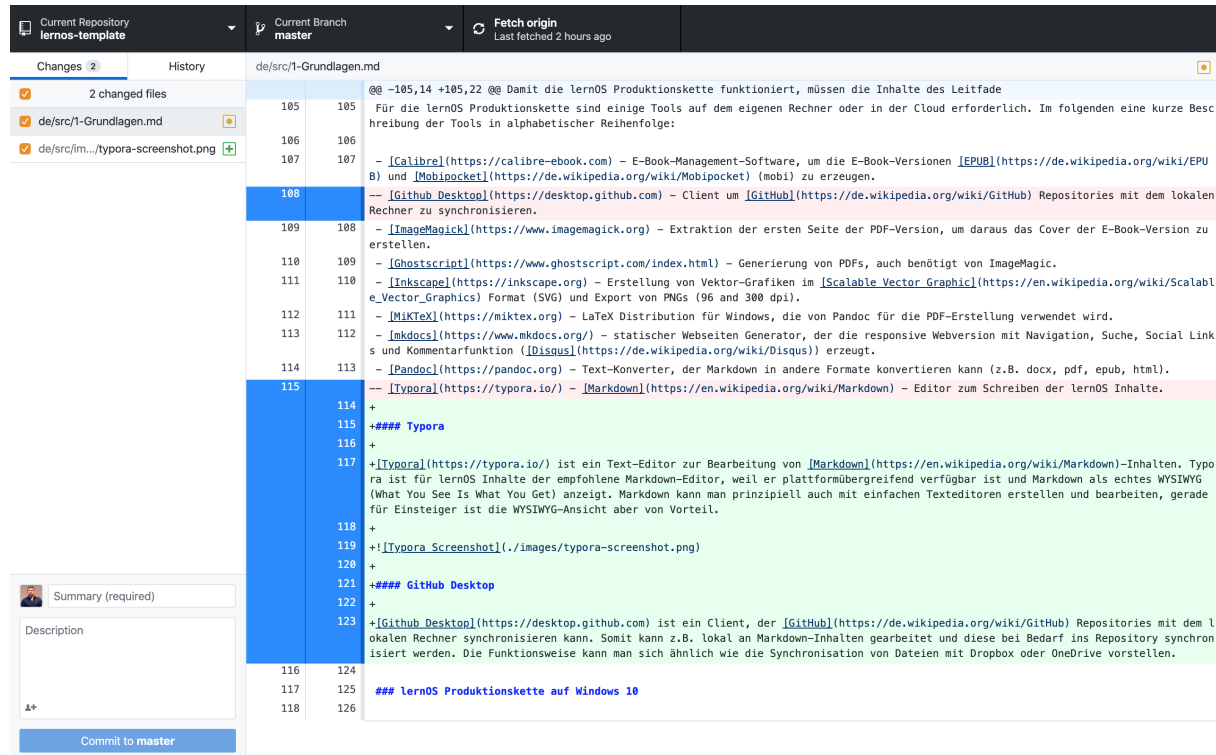 Current Repository
lernos-template
Current Branch
master
Fetch origin
Last fetched 2 hours ago
Changes 2
History
de/src/1-Grundlagen.md
2 changed files
de/src/1-Grundlagen.md
de/src/im.../typora-screenshot.png
@@ -105,14 +105,22 @@ Damit die lernOS Produktionskette funktioniert, müssen die Inhalte des Leitfade
105 105 Für die lernOS Produktionskette sind einige Tools auf dem eigenen Rechner oder in der Cloud erforderlich. Im folgenden eine kurze Besc
hreibung der Tools in alphabetischer Reihenfolge:
106 106
107 107 - [Calibre](https://calibre-ebook.com) – E-Book-Management-Software, um die E-Book-Versionen [EPUB](https://de.wikipedia.org/wiki/EPU
B) und [Mobipocket](https://de.wikipedia.org/wiki/Mobipocket) (mobi) zu erzeugen.
108 -- [Github Desktop](https://desktop.github.com) – Client um [GitHub](https://de.wikipedia.org/wiki/GitHub) Repositories mit dem lokalen
Rechner zu synchronisieren.
109 108 - [ImageMagick](https://www.imagemagick.org) – Extraktion der ersten Seite der PDF-Version, um daraus das Cover der E-Book-Version zu
erstellen.
110 109 - [Ghostscript](https://www.ghostscript.com/index.html) – Generierung von PDFs, auch benötigt von ImageMagic.
111 110 - [Inkscape](https://inkscape.org) – Erstellung von Vektor-Grafiken im [Scalable Vector Graphic](https://en.wikipedia.org/wiki/Scalabl
e_Vector_Graphics) Format (SVG) und Export von PNGs (96 and 300 dpi).
112 111 - [MiKTeX](https://miktex.org) – LaTeX Distribution für Windows, die von Pandoc für die PDF-Erstellung verwendet wird.
113 112 - [mkdocs](https://www.mkdocs.org/) – statischer Webseiten Generator, der die responsive Webversion mit Navigation, Suche, Social Link
s und Kommentarfunktion ([Disqus](https://de.wikipedia.org/wiki/Disqus)) erzeugt.
114 113 - [Pandoc](https://pandoc.org) – Text-Konverter, der Markdown in andere Formate konvertieren kann (z.B. docx, pdf, epub, html).
115 -- [Typora](https://typora.io/) – [Markdown](https://en.wikipedia.org/wiki/Markdown) – Editor zum Schreiben der lernOS Inhalte.
114 +
115 +#### Typora
116 +
117 +[Typora](https://typora.io/) ist ein Text-Editor zur Bearbeitung von [Markdown](https://en.wikipedia.org/wiki/Markdown)-Inhalten. Typo
ra ist für lernOS Inhalte der empfohlene Markdown-Editor, weil er plattformübergreifend verfügbar ist und Markdown als echtes WYSIWYG
(What You See Is What You Get) anzeigt. Markdown kann man prinzipiell auch mit einfachen Texteditoren erstellen und bearbeiten, gerade
für Einsteiger ist die WYSIWYG-Ansicht aber von Vorteil.
118 +
119 +![Typora Screenshot](./images/typora-screenshot.png)
120 +
121 +#### GitHub Desktop
122 +
123 +[Github Desktop](https://desktop.github.com) ist ein Client, der [GitHub](https://de.wikipedia.org/wiki/GitHub) Repositories mit dem l
okalen Rechner synchronisieren kann. Somit kann z.B. lokal an Markdown-Inhalten gearbeitet und diese bei Bedarf ins Repository synchron
isiert werden. Die Funktionsweise kann man sich ähnlich wie die Synchronisation von Dateien mit Dropbox oder OneDrive vorstellen.
116 124
117 125 ### lernOS Produktionskette auf Windows 10
118 126
Summary (required)
Description
Commit to master